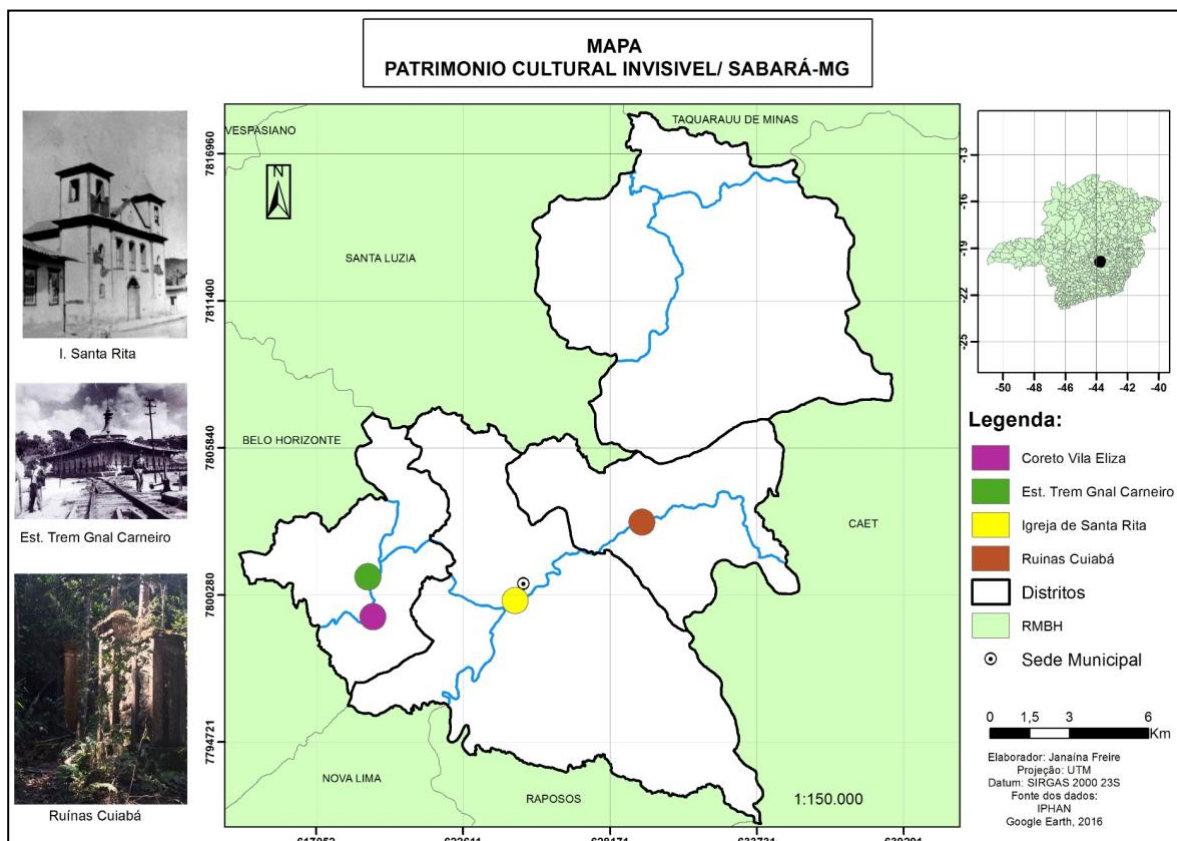 MAPA
PATRIMONIO CULTURAL INVISIVEL/ SABARÁ-MG
I. Santa Rita
Est. Trem Gnal Carneiro
Ruínas Cuiabá
VESPASIANO
TAQUARAUU DE MINAS
N
SANTA LUZIA
BELO HORIZONTE
CAET
NOVA LIMA
RAPOSOS
1:150.000
7816960
7811400
7805840
7800280
7794721
-13
-16
-19
-22
-25
-50 -48 -46 -44 -42 -40
Legenda:
Coreto Vila Eliza
Est. Trem Gnal Carneiro
Igreja de Santa Rita
Ruinas Cuiabá
Distritos
RMBH
Sede Municipal
0 1,5 3 6
Km
Elaborador: Janaína Freire
Projeção: UTM
Datum: SIRGAS 2000 23S
Fonte dos dados:
IPHAN
Google Earth, 2016